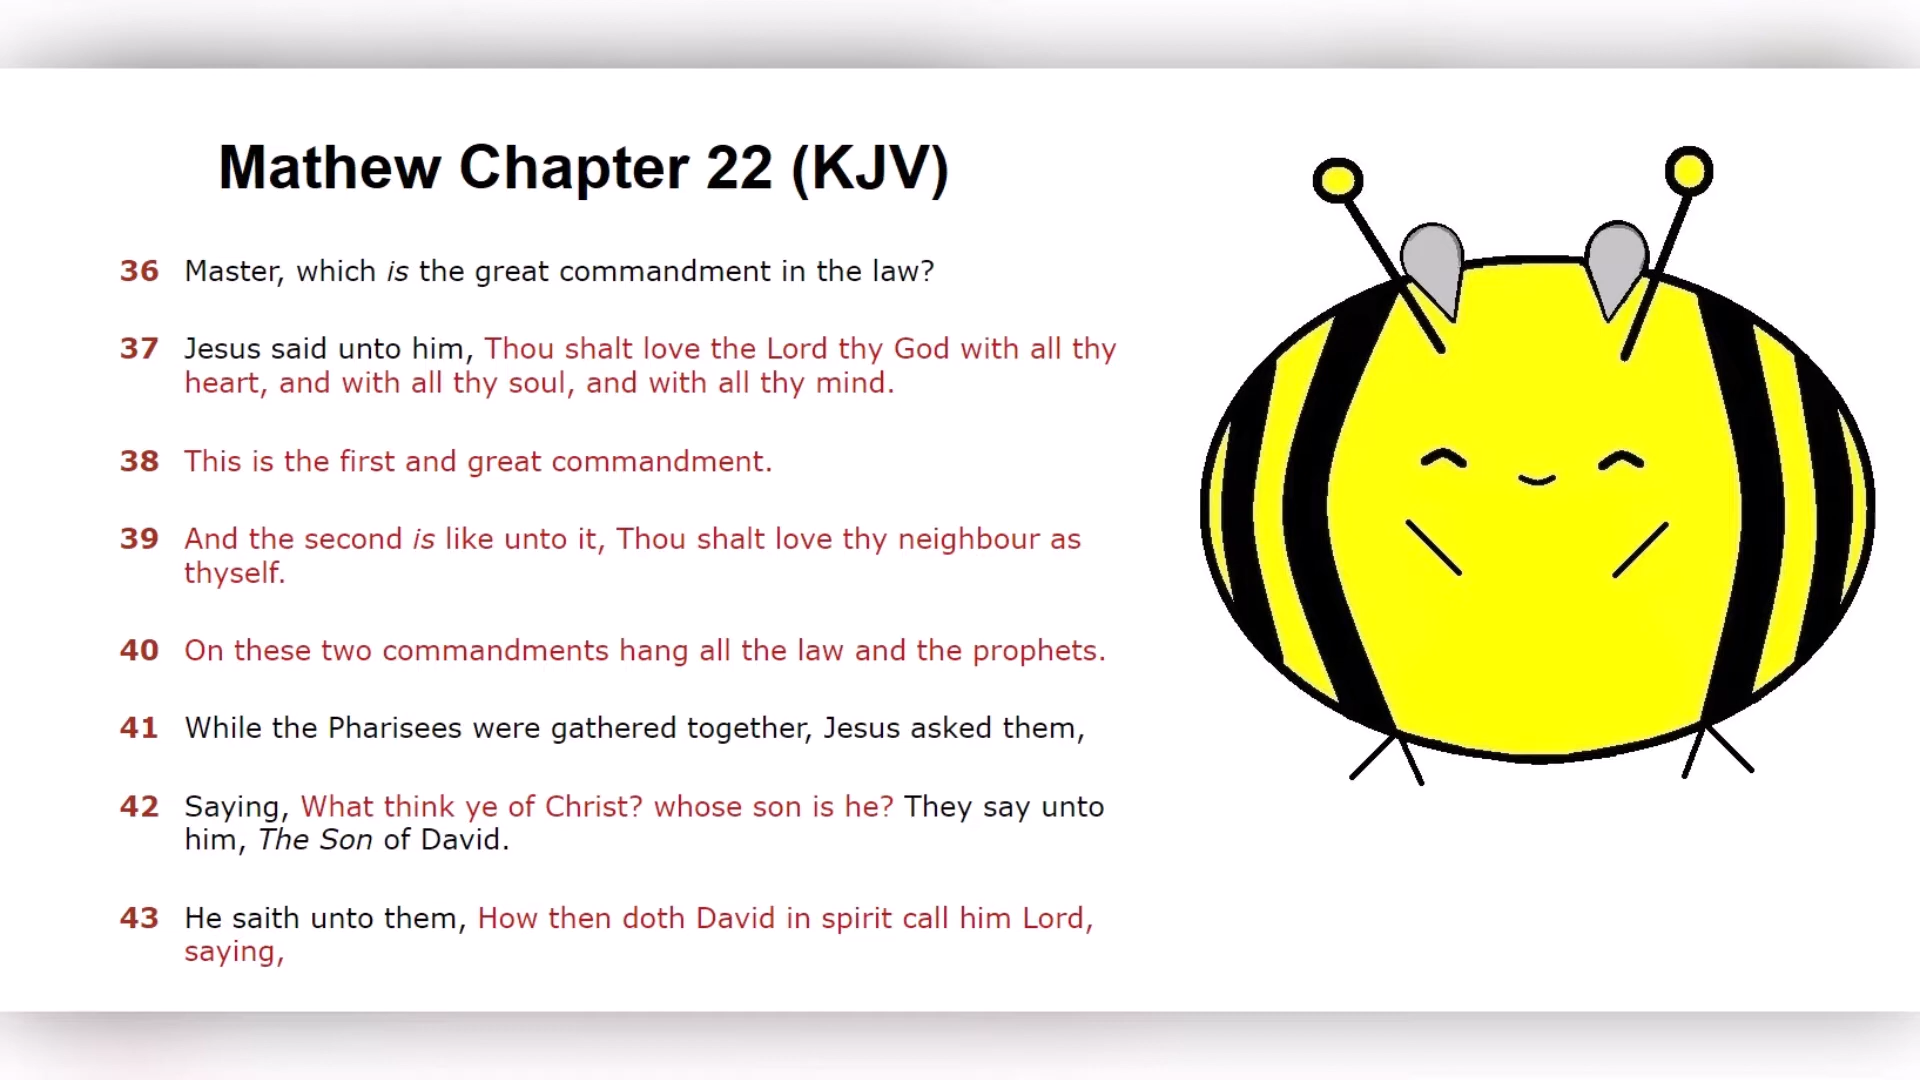 Mathew Chapter 22 (KJV)
36 Master, which is the great commandment in the law?
37 Jesus said unto him, Thou shalt love the Lord thy God with all thy
heart, and with all thy soul, and with all thy mind.
38 This is the first and great commandment.
39 And the second is like unto it, Thou shalt love thy neighbour as
thyself.
40 On these two commandments hang all the law and the prophets.
41 While the Pharisees were gathered together, Jesus asked them,
42 Saying, What think ye of Christ? whose son is he? They say unto
him, The Son of David.
43 He saith unto them, How then doth David in spirit call him Lord,
saying,